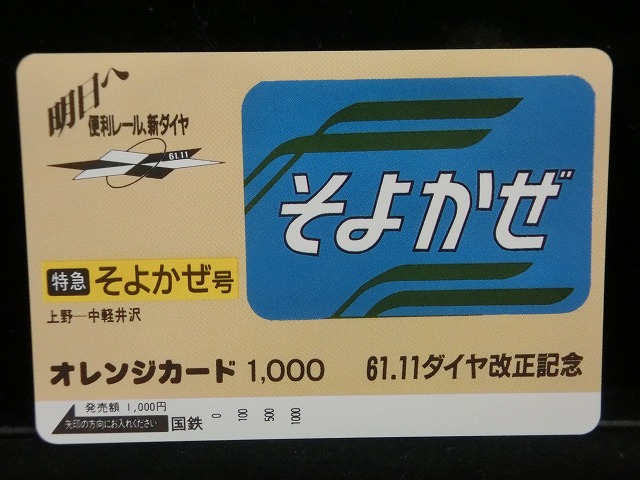 明日へ
便利レール、新ダイヤ
61.11
そよかぜ
特急 そよかぜ号
上野―中軽井沢
オレンジカード 1,000
61.11ダイヤ改正記念
発売額 1,000円
矢印の方向にお入れください
国鉄
0 100 500 1000